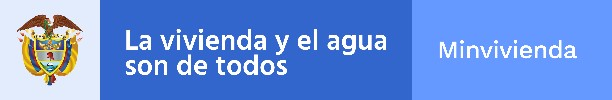 La vivienda y el agua
son de todos
Minvivienda